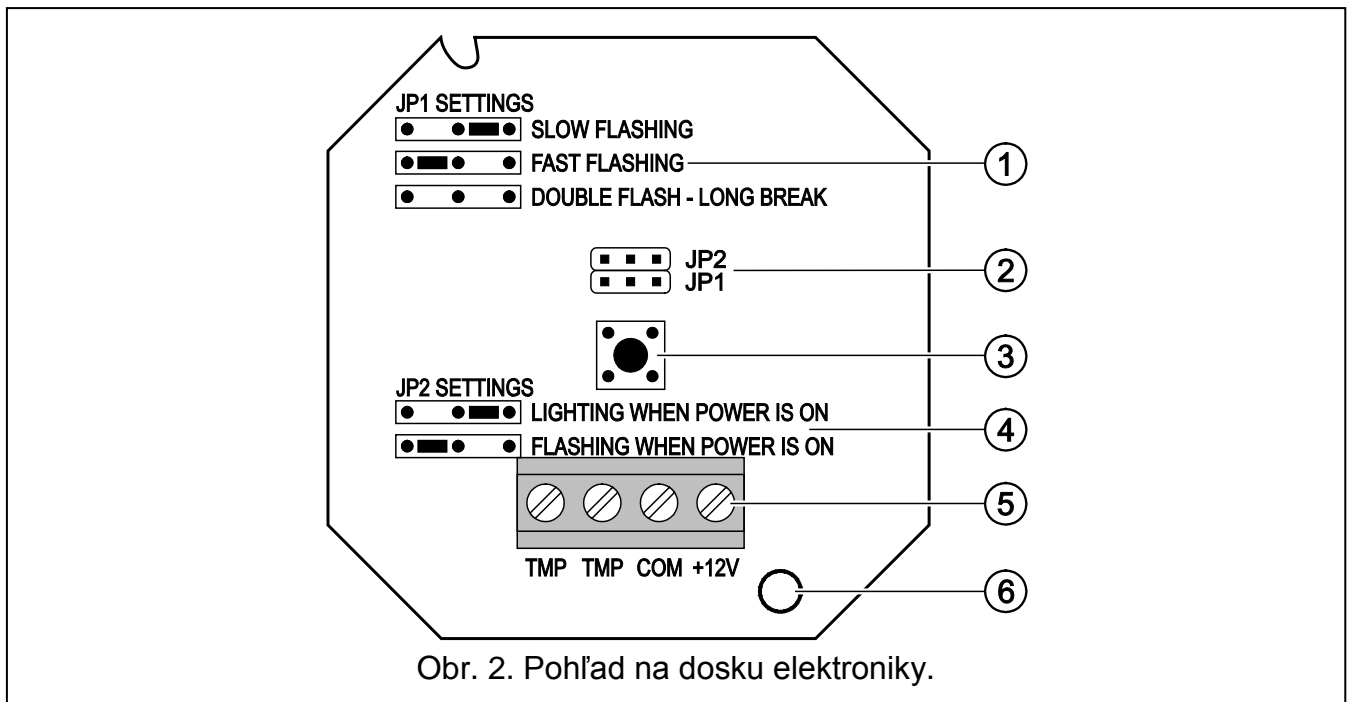 JP1 SETTINGS
SLOW FLASHING
FAST FLASHING
1
DOUBLE FLASH - LONG BREAK
JP2
2
JP1
3
JP2 SETTINGS
LIGHTING WHEN POWER IS ON
4
FLASHING WHEN POWER IS ON
5
TMP TMP COM +12V
6
Obr. 2. Pohľad na dosku elektroniky.